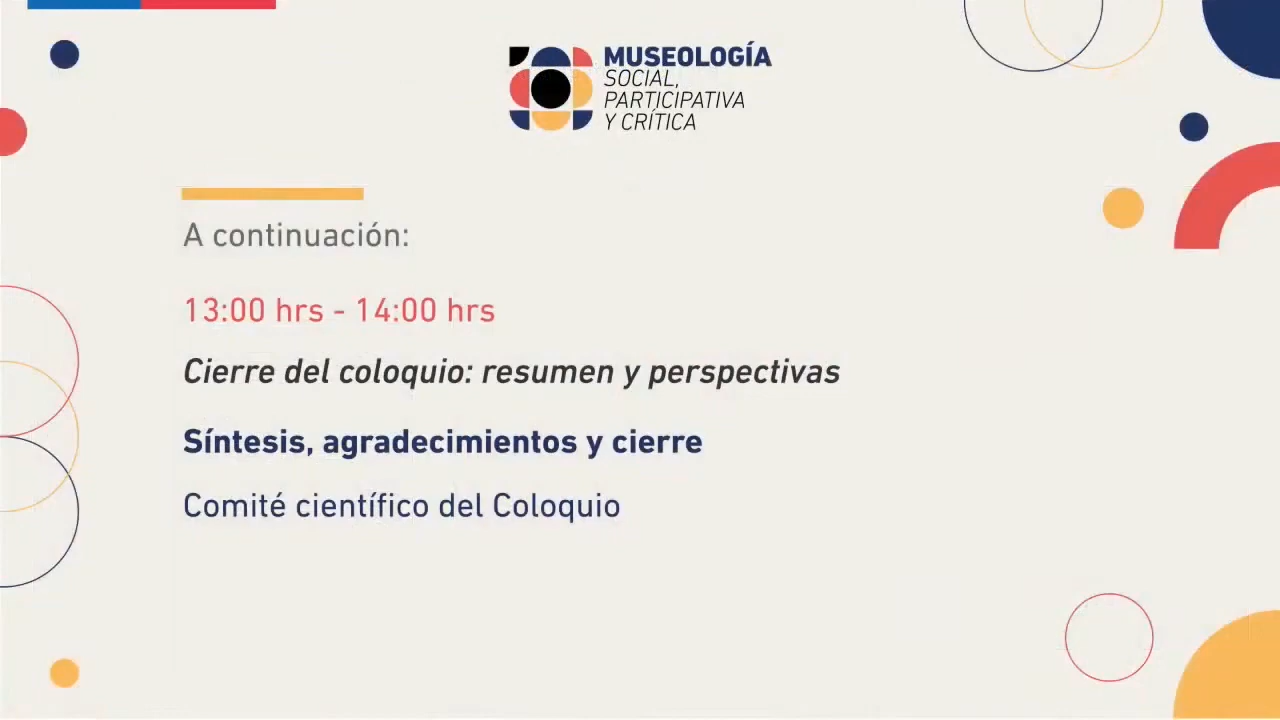 MUSEOLOGÍA
SOCIAL,
PARTICIPATIVA
Y CRÍTICA
A continuación:
13:00 hrs - 14:00 hrs
Cierre del coloquio: resumen y perspectivas
Síntesis, agradecimientos y cierre
Comité científico del Coloquio